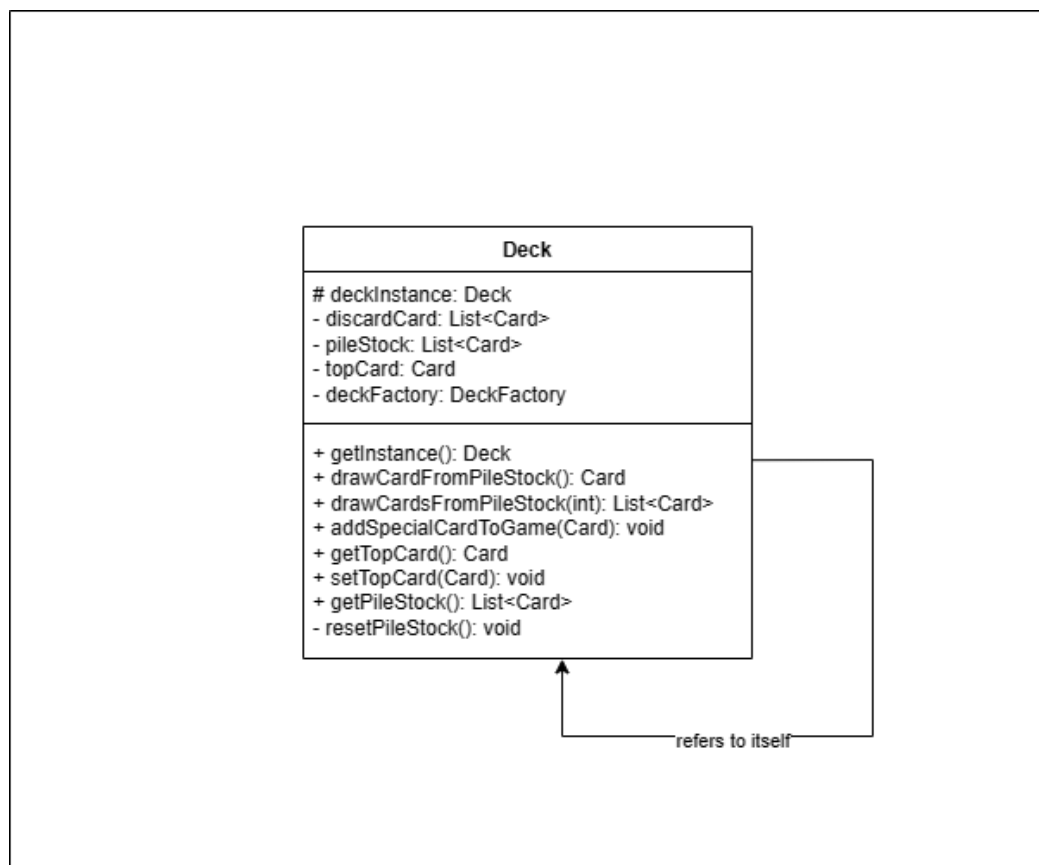 Deck
# deckInstance: Deck
- discardCard: List<Card>
- pileStock: List<Card>
- topCard: Card
- deckFactory: DeckFactory
+ getInstance(): Deck
+ drawCardFromPileStock(): Card
+ drawCardsFromPileStock(int): List<Card>
+ addSpecialCardToGame(Card): void
+ getTopCard(): Card
+ setTopCard(Card): void
+ getPileStock(): List<Card>
- resetPileStock(): void
refers to itself